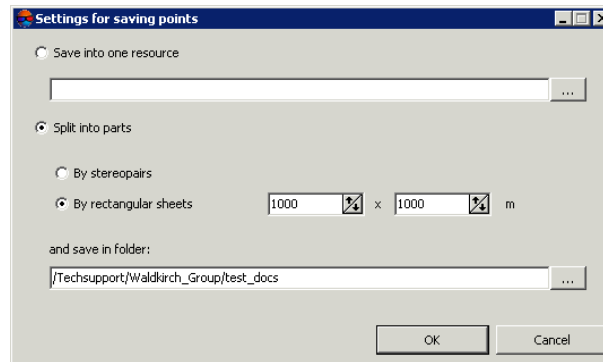 Settings for saving points
Save into one resource
...
Split into parts
By stereopairs
By rectangular sheets 1000 x 1000 m
and save in folder:
/Techsupport/Waldkirch_Group/test_docs ...
OK Cancel